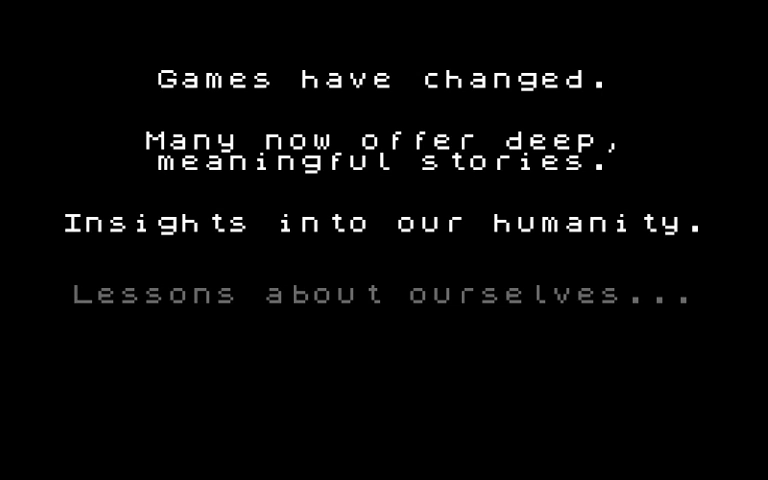 Games have changed.
Many now offer deep,
meaningful stories.
Insights into our humanity.
Lessons about ourselves...